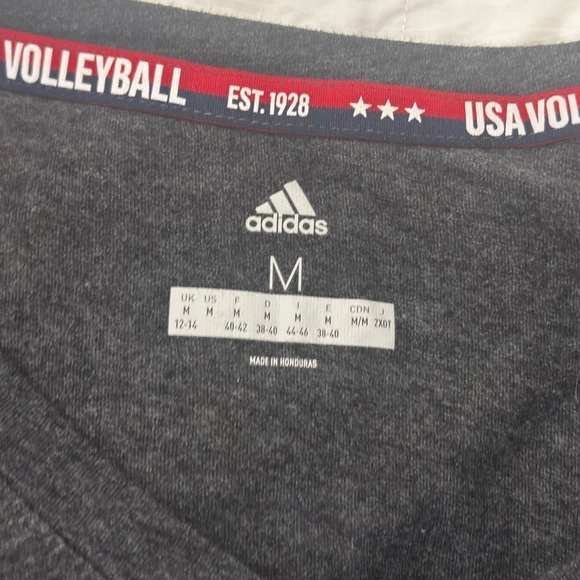 VOLLEYBALL EST. 1928 ★★★ USA VOL
adidas
M
UK US F D I E CDN J
M M M M M M M/M 2XOT
12-14 40-42 38-40 44-46 38-40
MADE IN HONDURAS